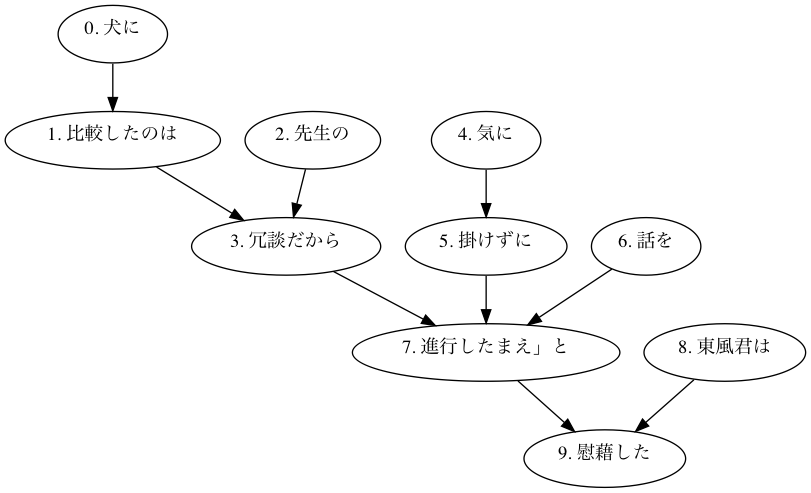 0. 犬に
1. 比較したのは
2. 先生の
4. 気に
3. 冗談だから
5. 掛けずに
6. 話を
7. 進行したまえ」と
8. 東風君は
9. 慰藉した